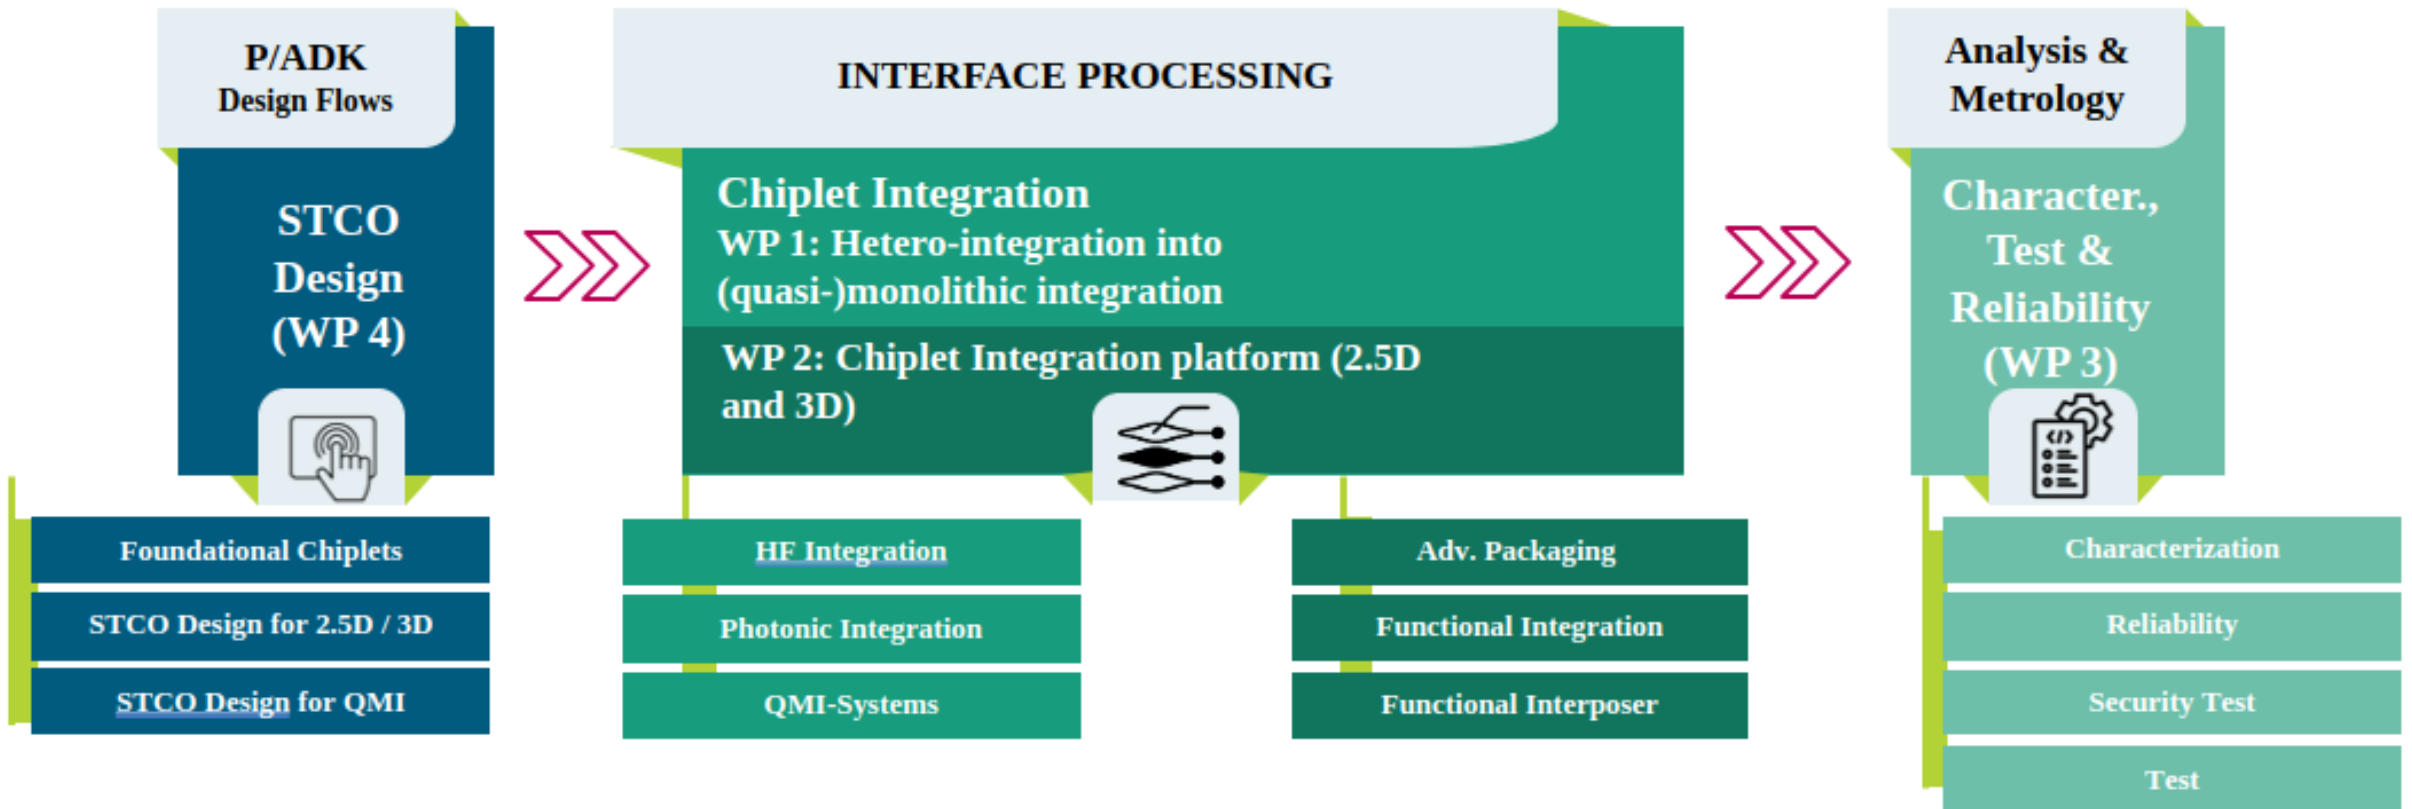 P/ADK
Design Flows
STCO
Design
(WP 4)
Foundational Chiplets
STCO Design for 2.5D / 3D
STCO Design for QMI
INTERFACE PROCESSING
Chiplet Integration
WP 1: Hetero-integration into
(quasi-)monolithic integration
WP 2: Chiplet Integration platform (2.5D
and 3D)
HF Integration
Photonic Integration
QMI-Systems
Adv. Packaging
Functional Integration
Functional Interposer
Analysis &
Metrology
Character.,
Test &
Reliability
(WP 3)
</>
Characterization
Reliability
Security Test
Test